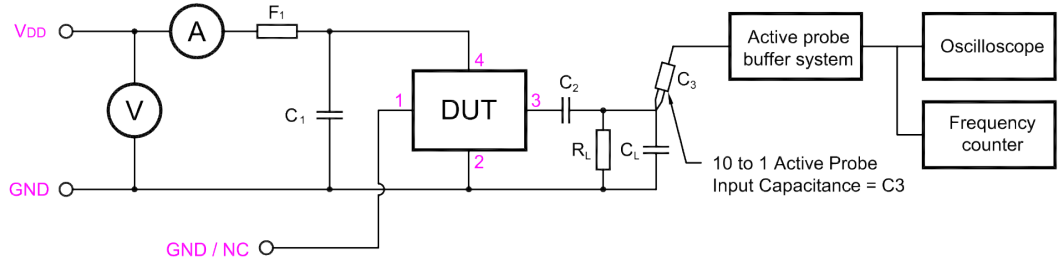 VDD
A
F1
V
C1
4
1
DUT
3
2
C2
RL
CL
C3
Active probe
buffer system
Oscilloscope
Frequency
counter
10 to 1 Active Probe
Input Capacitance = C3
GND
GND / NC